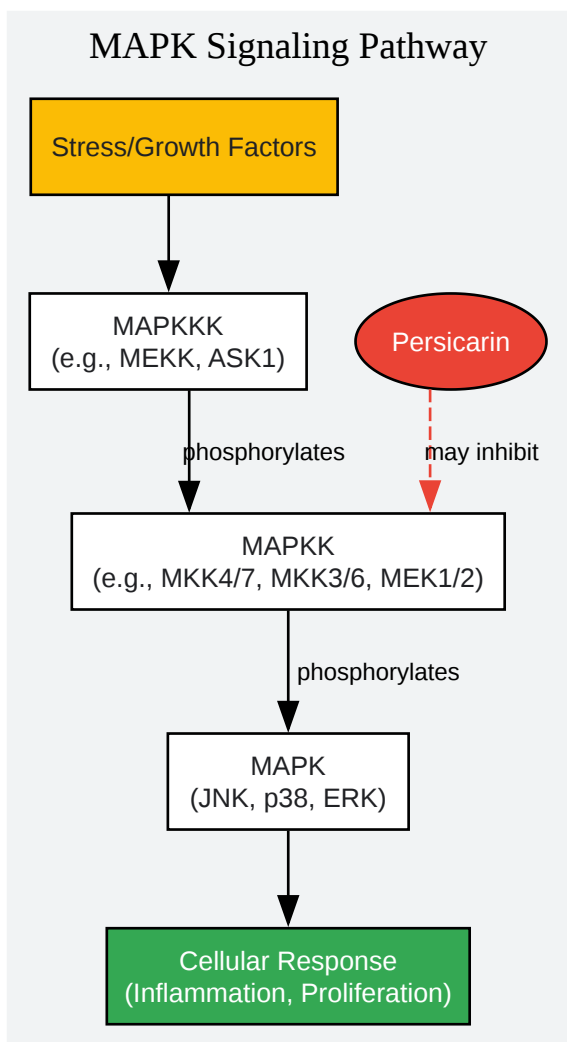 MAPK Signaling Pathway
Stress/Growth Factors
MAPKKK
(e.g., MEKK, ASK1)
Persicarin
phosphorylates
may inhibit
MAPKK
(e.g., MKK4/7, MKK3/6, MEK1/2)
phosphorylates
MAPK
(JNK, p38, ERK)
Cellular Response
(Inflammation, Proliferation)